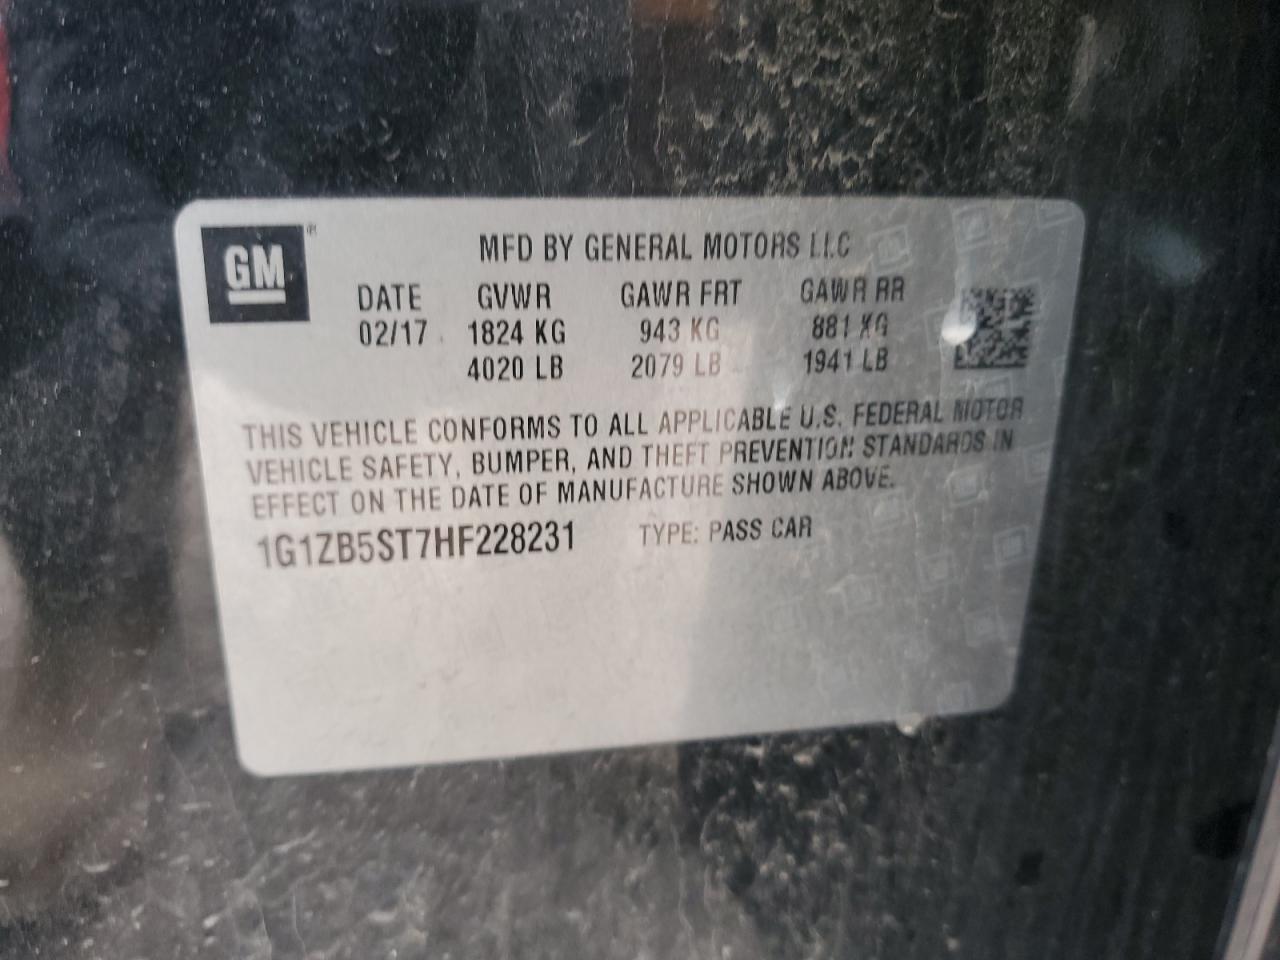 GM®
MFD BY GENERAL MOTORS LLC
DATE GVWR GAWR FRT GAWR RR
02/17 1824 KG 943 KG 881 KG
4020 LB 2079 LB 1941 LB
THIS VEHICLE CONFORMS TO ALL APPLICABLE U.S. FEDERAL MOTOR
VEHICLE SAFETY, BUMPER, AND THEFT PREVENTION STANDARDS IN
EFFECT ON THE DATE OF MANUFACTURE SHOWN ABOVE.
1G1ZB5ST7HF228231 TYPE: PASS CAR